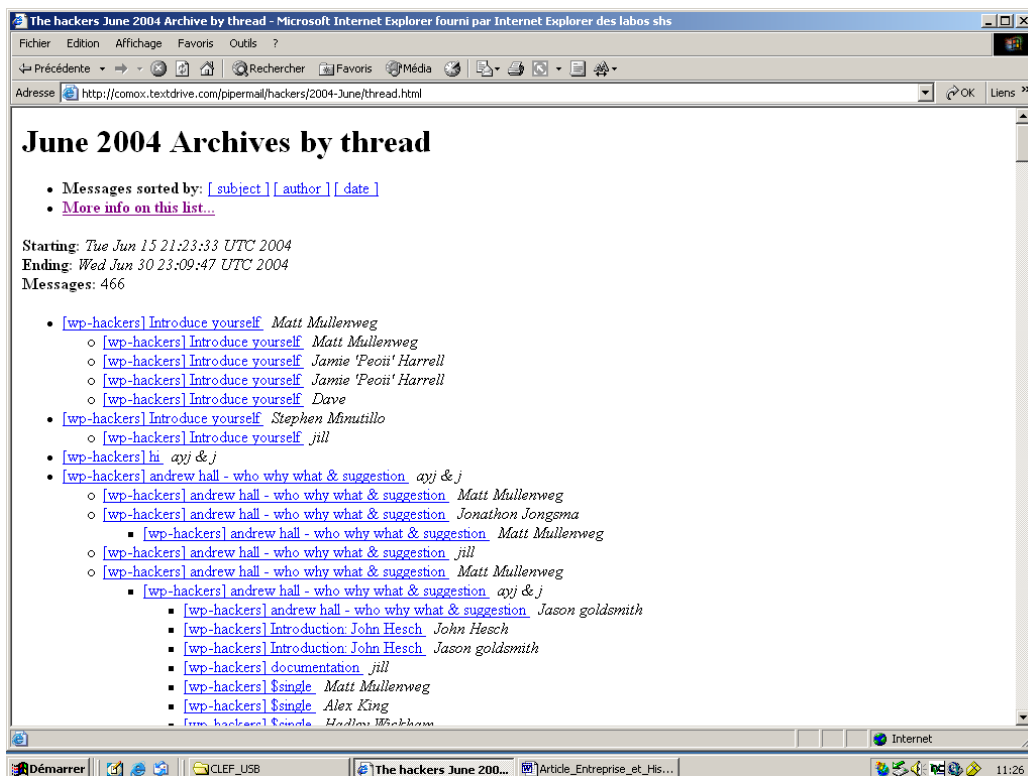 The hackers June 2004 Archive by thread - Microsoft Internet Explorer fourni par Internet Explorer des labos shs
Fichier Edition Affichage Favoris Outils ?
Précédente Rechercher Favoris Média
Adresse http://comox.textdrive.com/pipermail/hackers/2004-June/thread.html OK Liens »
June 2004 Archives by thread
• Messages sorted by: [ subject ] [ author ] [ date ]
• More info on this list...
Starting: Tue Jun 15 21:23:33 UTC 2004
Ending: Wed Jun 30 23:09:47 UTC 2004
Messages: 466
[wp-hackers] Introduce yourself Matt Mullenweg
[wp-hackers] Introduce yourself Matt Mullenweg
[wp-hackers] Introduce yourself Jamie 'Peoii' Harrell
[wp-hackers] Introduce yourself Jamie 'Peoii' Harrell
[wp-hackers] Introduce yourself Dave
[wp-hackers] Introduce yourself Stephen Minutillo
[wp-hackers] Introduce yourself jill
[wp-hackers] hi ayj & j
[wp-hackers] andrew hall - who why what & suggestion ayj & j
[wp-hackers] andrew hall - who why what & suggestion Matt Mullenweg
[wp-hackers] andrew hall - who why what & suggestion Jonathon Jongsma
[wp-hackers] andrew hall - who why what & suggestion Matt Mullenweg
[wp-hackers] andrew hall - who why what & suggestion jill
[wp-hackers] andrew hall - who why what & suggestion Matt Mullenweg
[wp-hackers] andrew hall - who why what & suggestion ayj & j
[wp-hackers] andrew hall - who why what & suggestion Jason goldsmith
[wp-hackers] Introduction: John Hesch John Hesch
[wp-hackers] Introduction: John Hesch Jason goldsmith
[wp-hackers] documentation jill
[wp-hackers] $single Matt Mullenweg
[wp-hackers] $single Alex King
[wp-hackers] $single Hadley Wickham
Internet
Démarrer CLEF_USB The hackers June 200... Article_Entreprise_et_His... 11:26